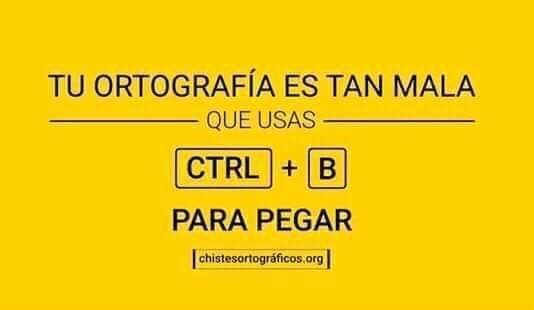 TU ORTOGRAFÍA ES TAN MALA
QUE USAS
CTRL + B
PARA PEGAR
chistesortográficos.org